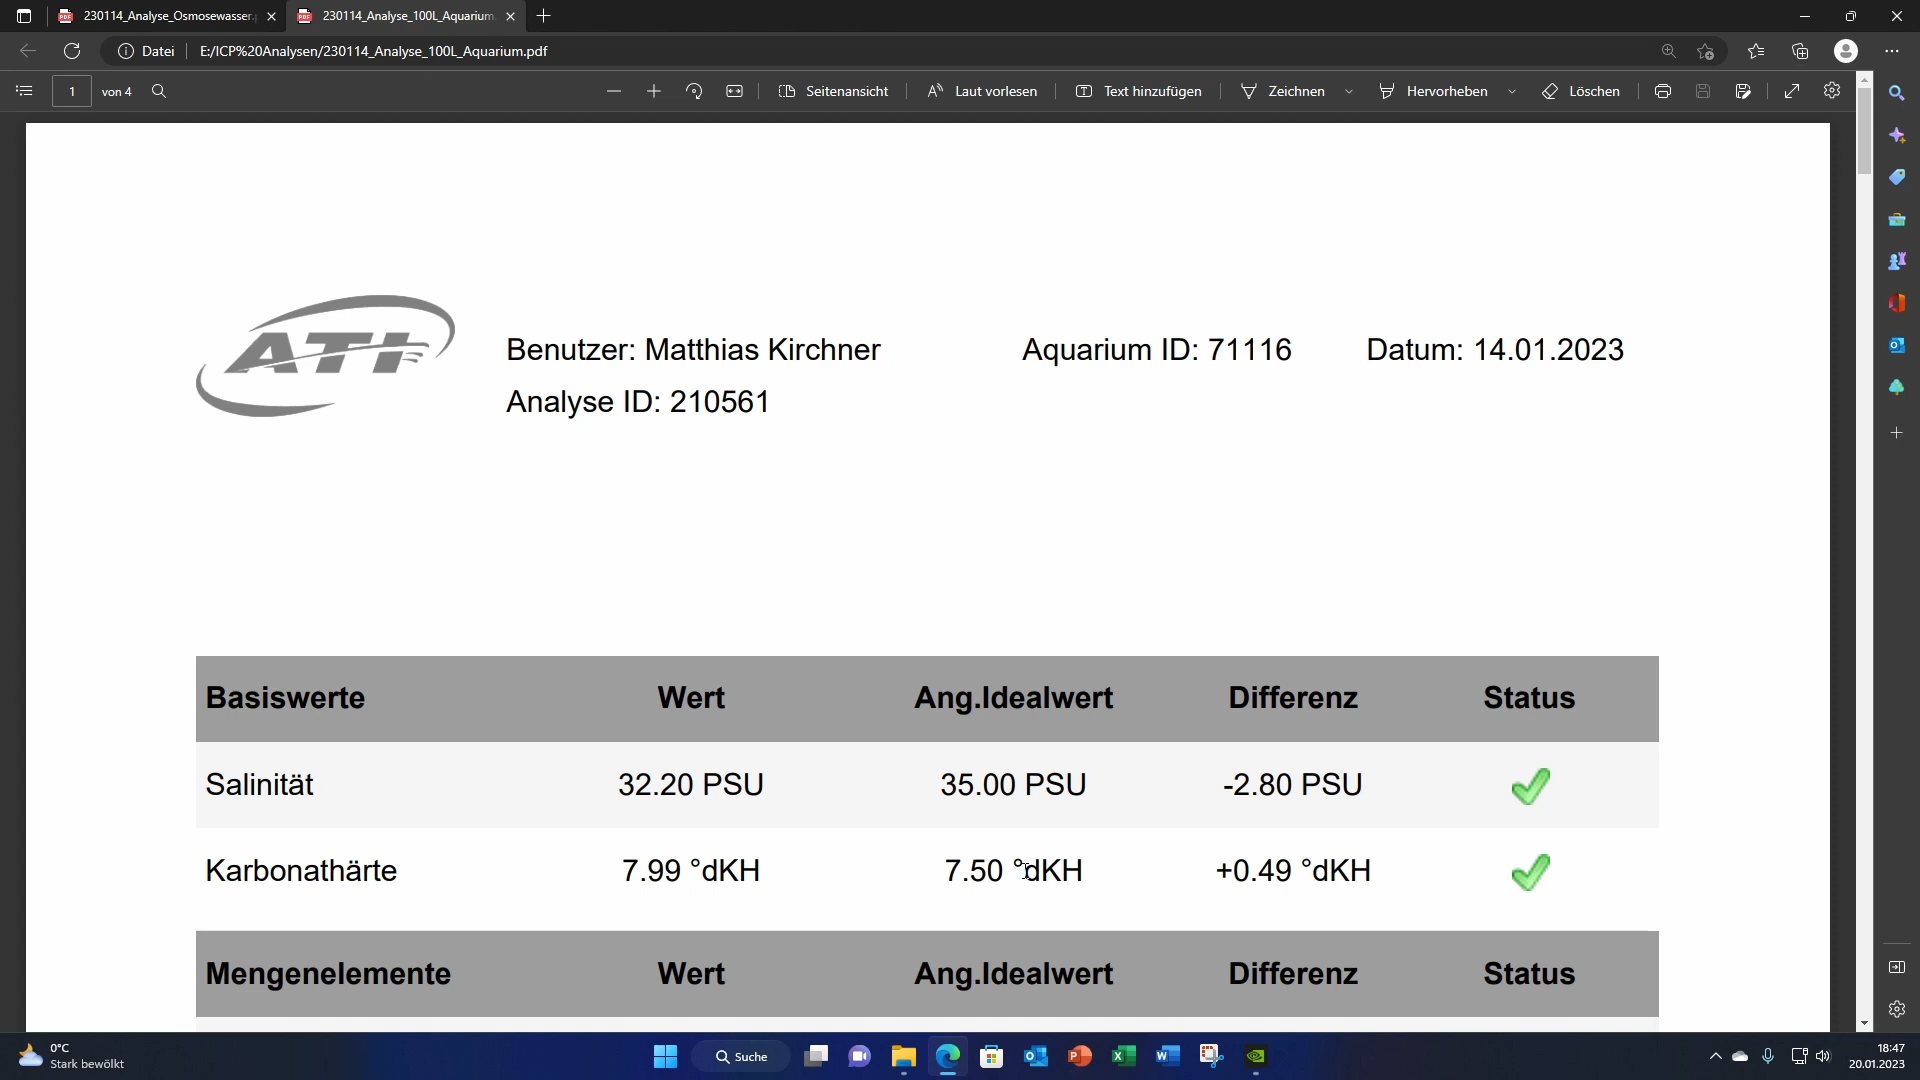 230114_Analyse_Osmosewasser.
230114_Analyse_100L_Aquarium.
Datei
E:/ICP%20Analysen/230114_Analyse_100L_Aquarium.pdf
1 von 4
Seitenansicht
Laut vorlesen
Text hinzufügen
Zeichnen
Hervorheben
Löschen
ATI
Benutzer: Matthias Kirchner Aquarium ID: 71116 Datum: 14.01.2023
Analyse ID: 210561
Basiswerte Wert Ang.Idealwert Differenz Status
Salinität 32.20 PSU 35.00 PSU -2.80 PSU
Karbonathärte 7.99 °dKH 7.50 °dKH +0.49 °dKH
Mengenelemente Wert Ang.Idealwert Differenz Status
0°C
Stark bewölkt
Suche
18:47
20.01.2023